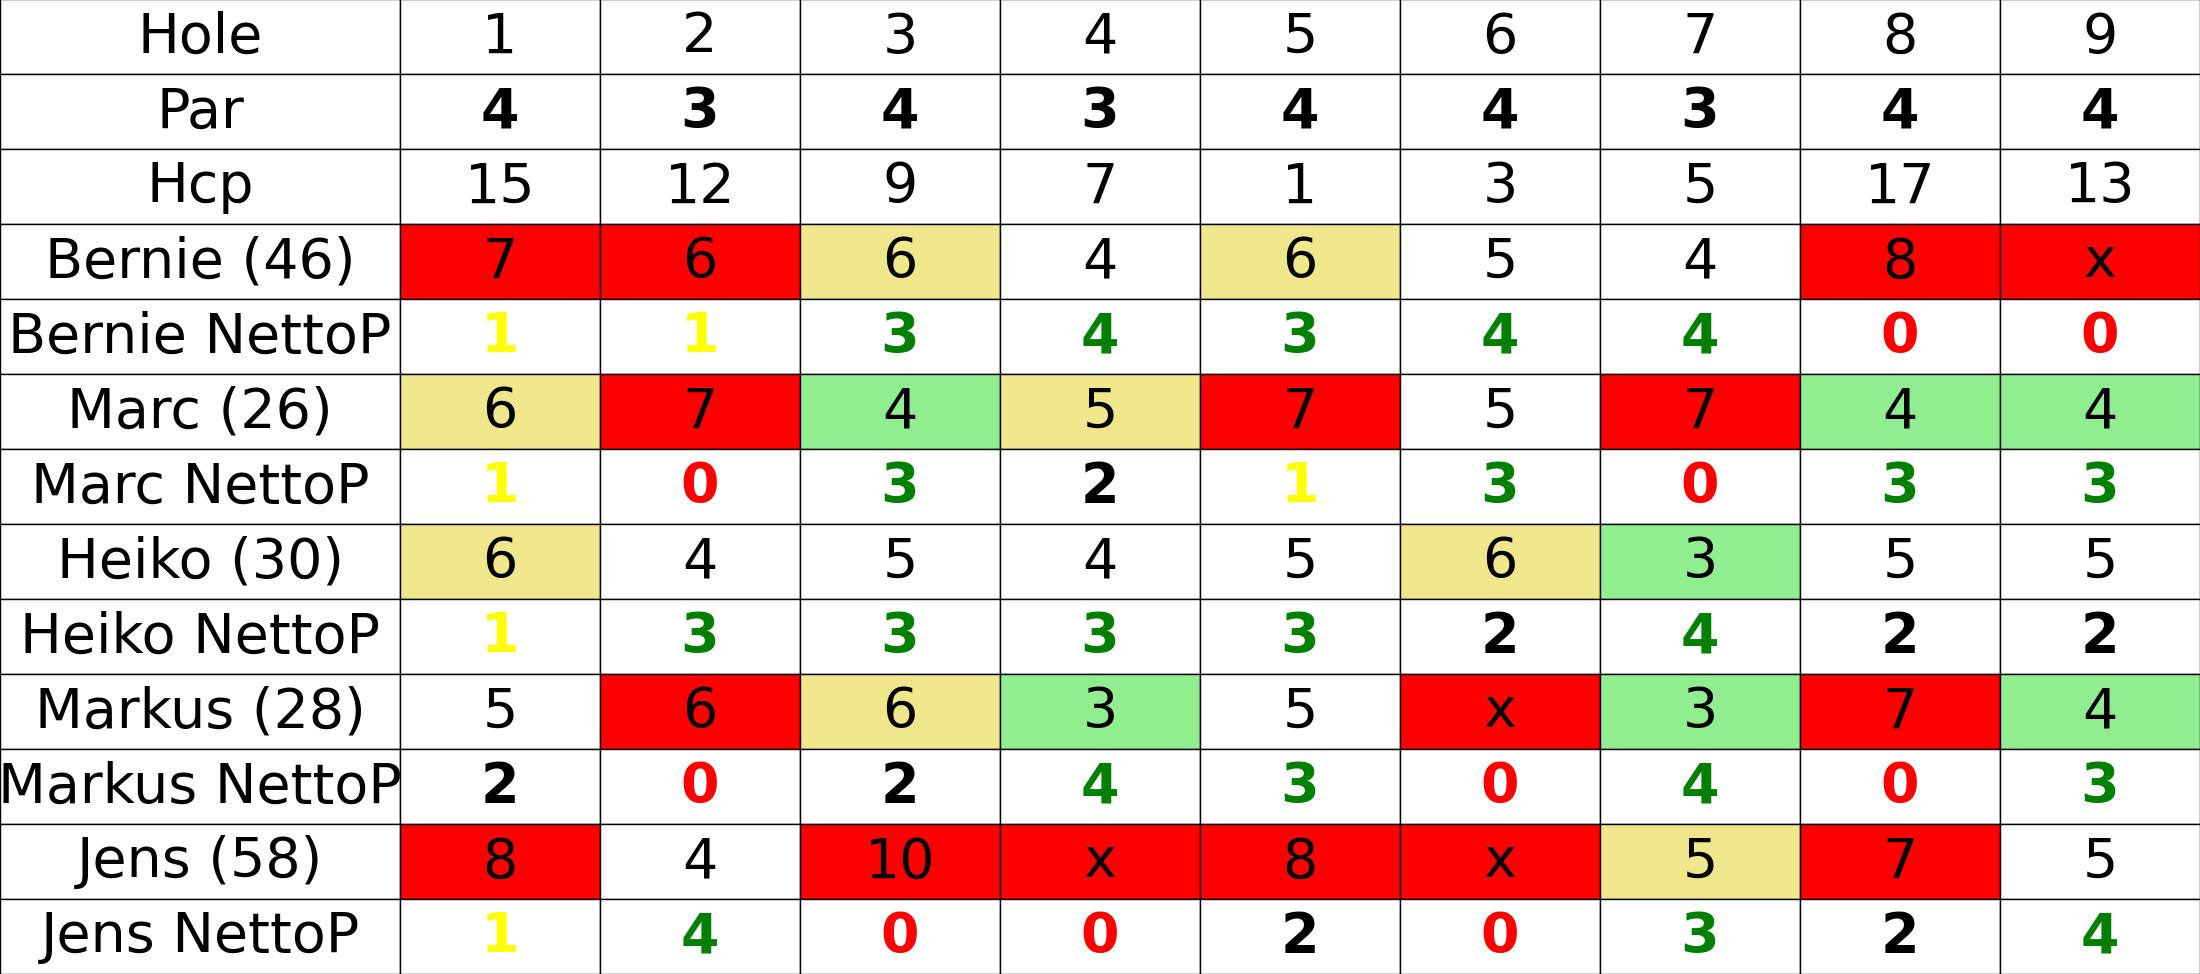 Hole 1 2 3 4 5 6 7 8 9
Par 4 3 4 3 4 4 3 4 4
Hcp 15 12 9 7 1 3 5 17 13
Bernie (46) 7 6 6 4 6 5 4 8 x
Bernie NettoP 1 1 3 4 3 4 4 0 0
Marc (26) 6 7 4 5 7 5 7 4 4
Marc NettoP 1 0 3 2 1 3 0 3 3
Heiko (30) 6 4 5 4 5 6 3 5 5
Heiko NettoP 1 3 3 3 3 2 4 2 2
Markus (28) 5 6 6 3 5 x 3 7 4
Markus NettoP 2 0 2 4 3 0 4 0 3
Jens (58) 8 4 10 x 8 x 5 7 5
Jens NettoP 1 4 0 0 2 0 3 2 4